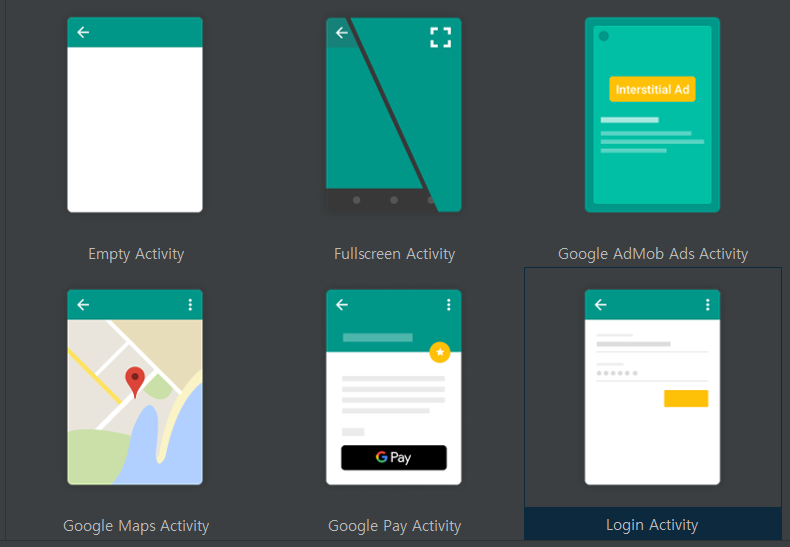 Interstitial Ad
Empty Activity
Fullscreen Activity
Google AdMob Ads Activity
G Pay
Google Maps Activity
Google Pay Activity
Login Activity